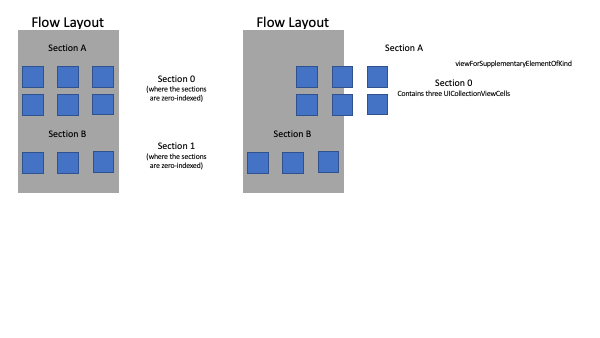 Flow Layout
Section A
Section 0
(where the sections
are zero-indexed)
Section B
Section 1
(where the sections
are zero-indexed)
Flow Layout
Section A
viewForSupplementaryElementOfKind
Section 0
Contains three UICollectionViewCells
Section B